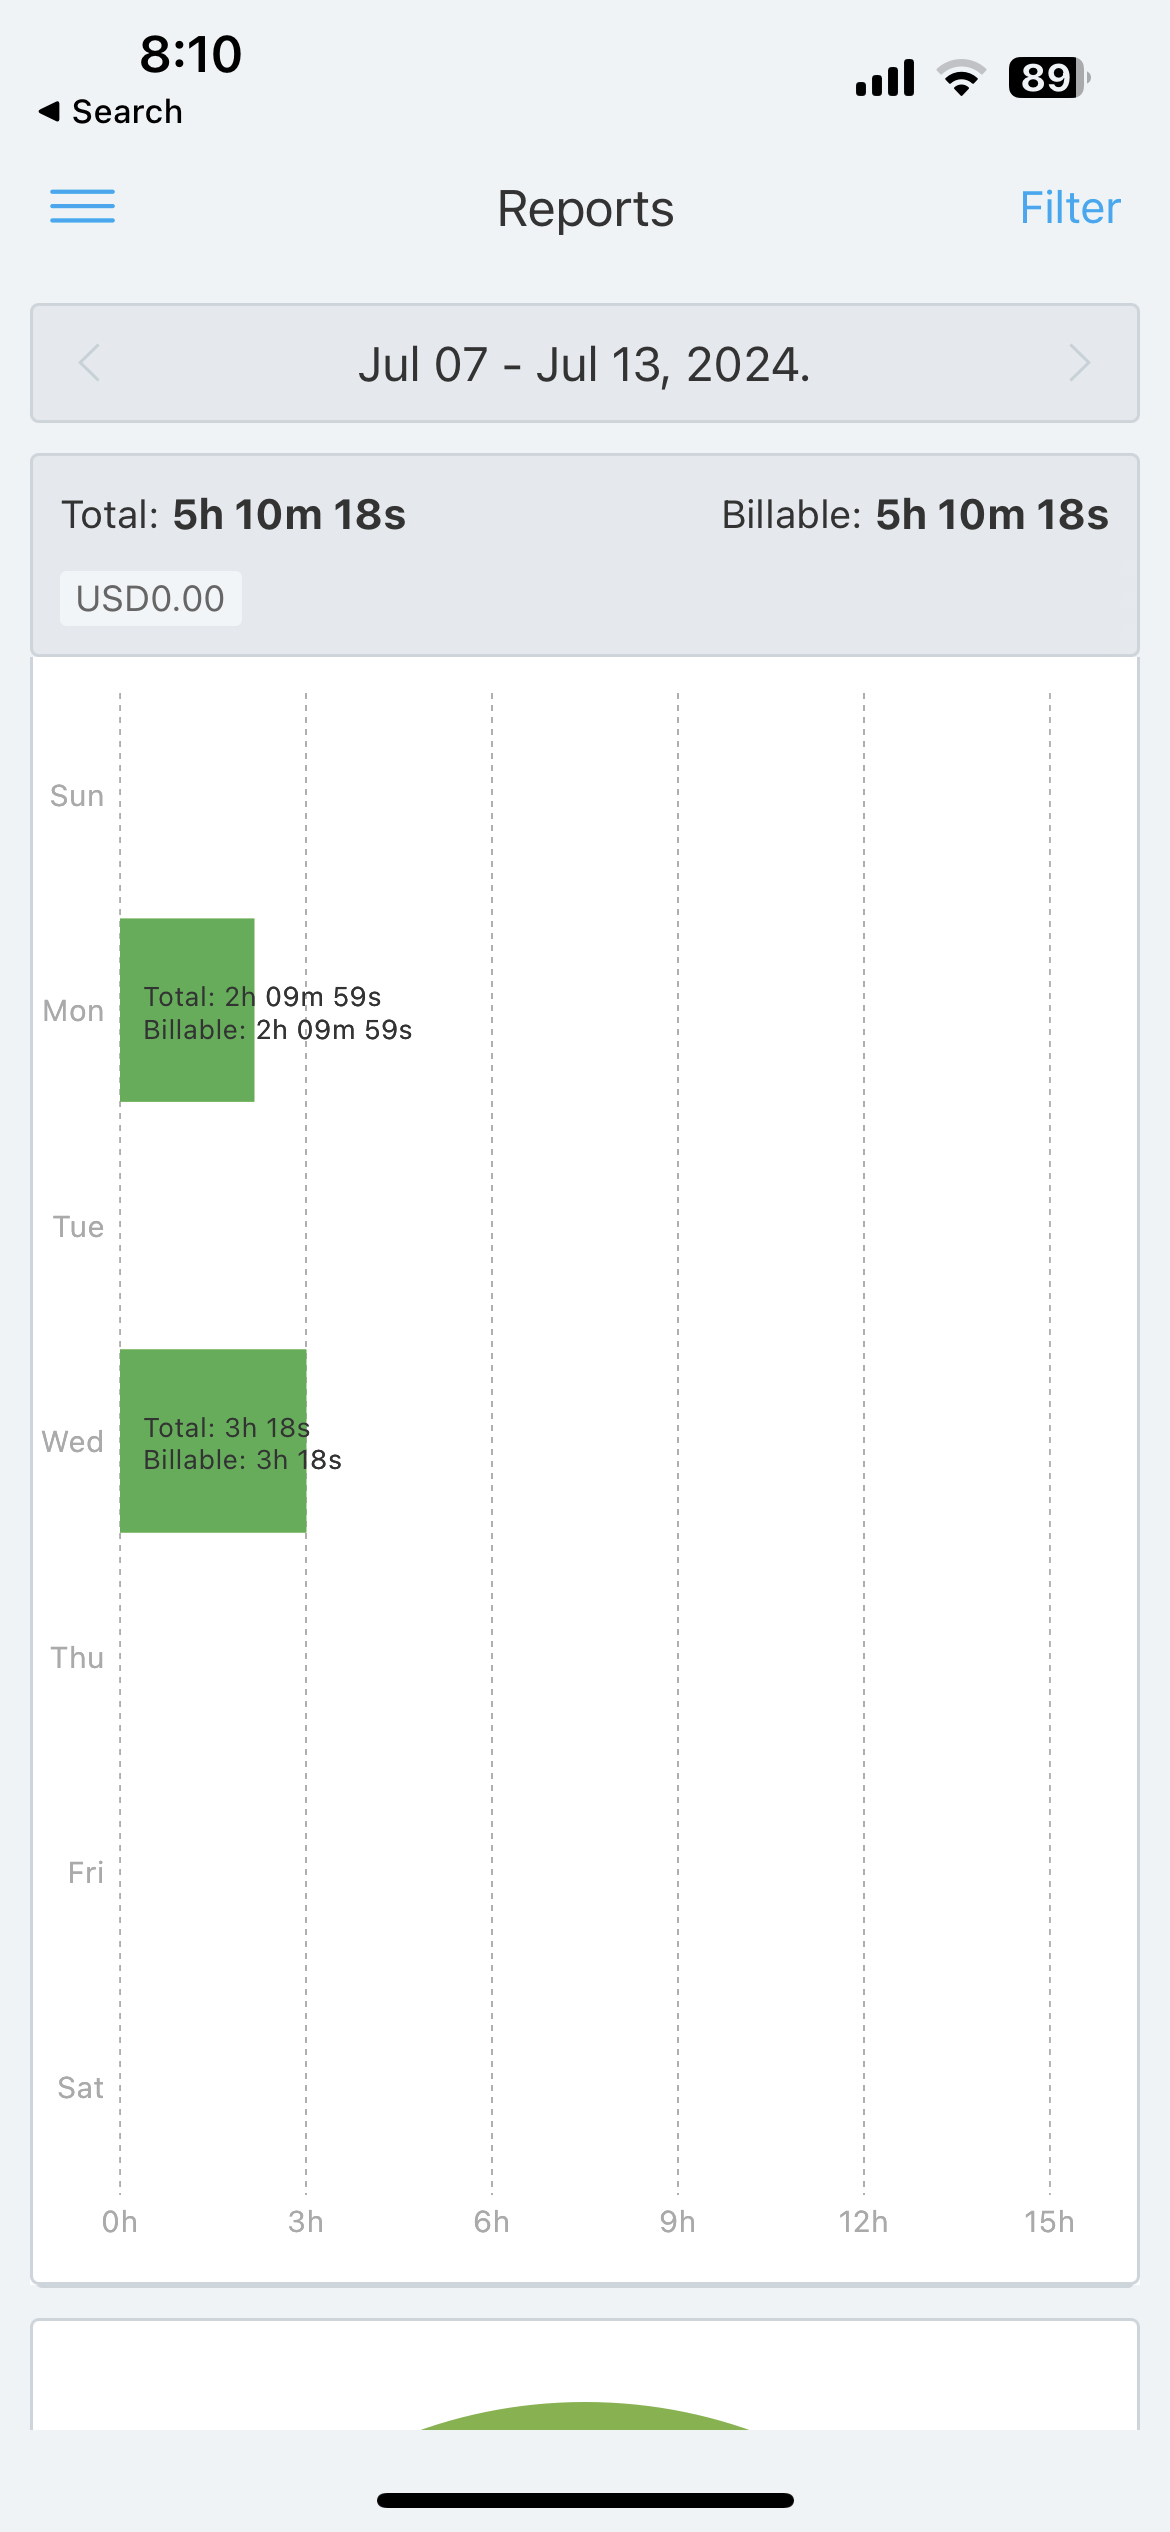 8:10
89
◀ Search
Reports
Filter
Jul 07 - Jul 13, 2024.
Total: 5h 10m 18s
Billable: 5h 10m 18s
USD0.00
Sun
Mon
Total: 2h 09m 59s
Billable: 2h 09m 59s
Tue
Wed
Total: 3h 18s
Billable: 3h 18s
Thu
Fri
Sat
0h 3h 6h 9h 12h 15h